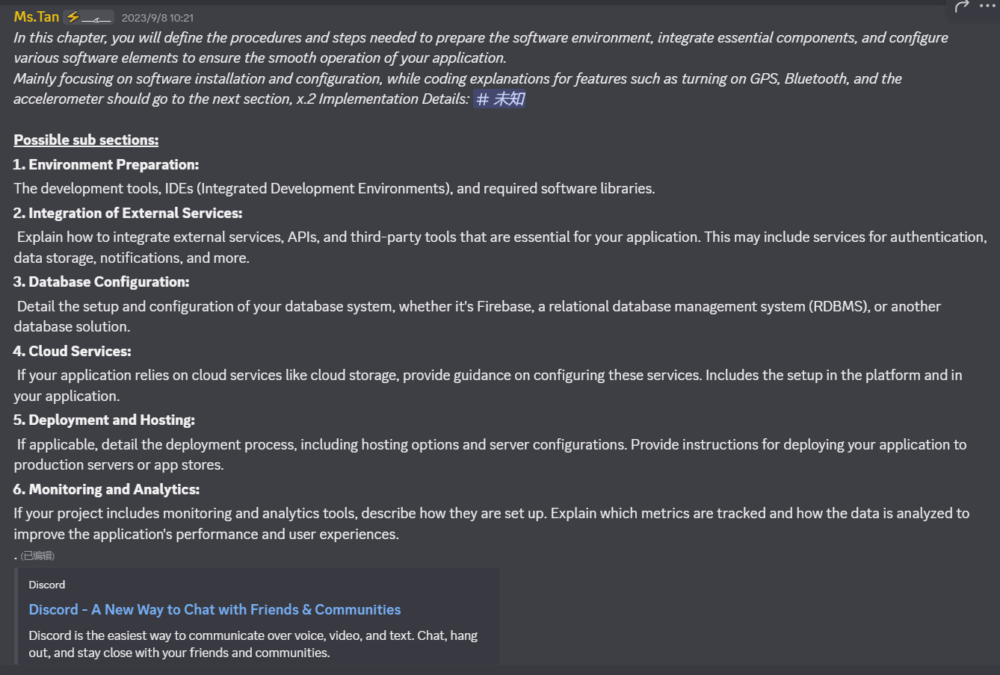 Ms.Tan 2023/9/8 10:21
In this chapter, you will define the procedures and steps needed to prepare the software environment, integrate essential components, and configure
various software elements to ensure the smooth operation of your application.
Mainly focusing on software installation and configuration, while coding explanations for features such as turning on GPS, Bluetooth, and the
accelerometer should go to the next section, x.2 Implementation Details: # 未知
Possible sub sections:
1. Environment Preparation:
The development tools, IDEs (Integrated Development Environments), and required software libraries.
2. Integration of External Services:
Explain how to integrate external services, APIs, and third-party tools that are essential for your application. This may include services for authentication,
data storage, notifications, and more.
3. Database Configuration:
Detail the setup and configuration of your database system, whether it's Firebase, a relational database management system (RDBMS), or another
database solution.
4. Cloud Services:
If your application relies on cloud services like cloud storage, provide guidance on configuring these services. Includes the setup in the platform and in
your application.
5. Deployment and Hosting:
If applicable, detail the deployment process, including hosting options and server configurations. Provide instructions for deploying your application to
production servers or app stores.
6. Monitoring and Analytics:
If your project includes monitoring and analytics tools, describe how they are set up. Explain which metrics are tracked and how the data is analyzed to
improve the application's performance and user experiences.
. (已编辑)
Discord
Discord - A New Way to Chat with Friends & Communities
Discord is the easiest way to communicate over voice, video, and text. Chat, hang
out, and stay close with your friends and communities.